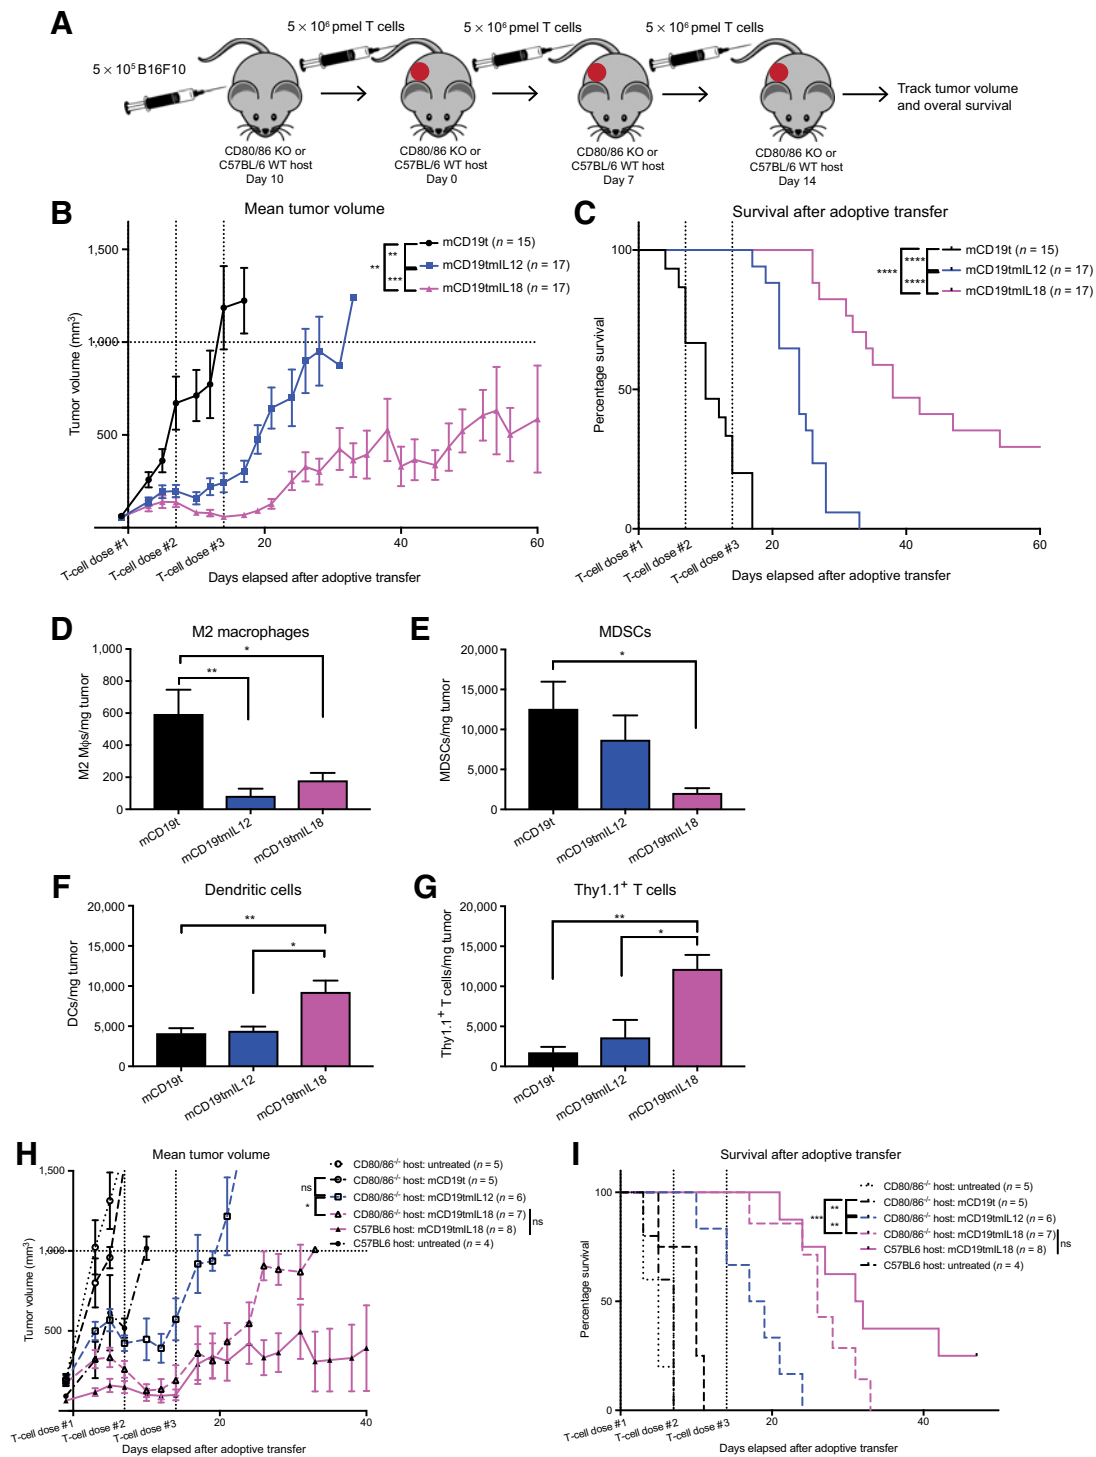 A
5 × 10⁶ pmel T cells
5 × 10⁶ pmel T cells
5 × 10⁶ pmel T cells
5 × 10⁵ B16F10
Track tumor volume
and overal survival
CD80/86 KO or
C57BL/6 WT host
Day 10
CD80/86 KO or
C57BL/6 WT host
Day 0
CD80/86 KO or
C57BL/6 WT host
Day 7
CD80/86 KO or
C57BL/6 WT host
Day 14
B
Mean tumor volume
Tumor volume (mm³)
1,500
1,000
500
mCD19t (n = 15)
mCD19tmIL12 (n = 17)
mCD19tmIL18 (n = 17)
**
**
***
T-cell dose #1
T-cell dose #2
T-cell dose #3
20
40
60
Days elapsed after adoptive transfer
C
Survival after adoptive transfer
Percentage survival
100
50
0
mCD19t (n = 15)
mCD19tmIL12 (n = 17)
mCD19tmIL18 (n = 17)
****
****
****
T-cell dose #1
T-cell dose #2
T-cell dose #3
20
40
60
Days elapsed after adoptive transfer
D
M2 macrophages
M2 Mϕs/mg tumor
1,000
800
600
400
200
0
*
**
mCD19t
mCD19tmIL12
mCD19tmIL18
E
MDSCs
MDSCs/mg tumor
20,000
15,000
10,000
5,000
0
*
mCD19t
mCD19tmIL12
mCD19tmIL18
F
Dendritic cells
DCs/mg tumor
20,000
15,000
10,000
5,000
0
**
*
mCD19t
mCD19tmIL12
mCD19tmIL18
G
Thy1.1⁺ T cells
Thy1.1⁺ T cells/mg tumor
20,000
15,000
10,000
5,000
0
**
*
mCD19t
mCD19tmIL12
mCD19tmIL18
H
Mean tumor volume
Tumor volume (mm³)
1,500
1,000
500
CD80/86⁻/⁻ host: untreated (n = 5)
CD80/86⁻/⁻ host: mCD19t (n = 5)
CD80/86⁻/⁻ host: mCD19tmIL12 (n = 6)
CD80/86⁻/⁻ host: mCD19tmIL18 (n = 7)
C57BL6 host: mCD19tmIL18 (n = 8)
C57BL6 host: untreated (n = 4)
ns
*
ns
T-cell dose #1
T-cell dose #2
T-cell dose #3
20
40
Days elapsed after adoptive transfer
I
Survival after adoptive transfer
Percentage survival
100
50
0
CD80/86⁻/⁻ host: untreated (n = 5)
CD80/86⁻/⁻ host: mCD19t (n = 5)
CD80/86⁻/⁻ host: mCD19tmIL12 (n = 6)
CD80/86⁻/⁻ host: mCD19tmIL18 (n = 7)
C57BL6 host: mCD19tmIL18 (n = 8)
C57BL6 host: untreated (n = 4)
***
**
**
ns
T-cell dose #1
T-cell dose #2
T-cell dose #3
20
40
Days elapsed after adoptive transfer